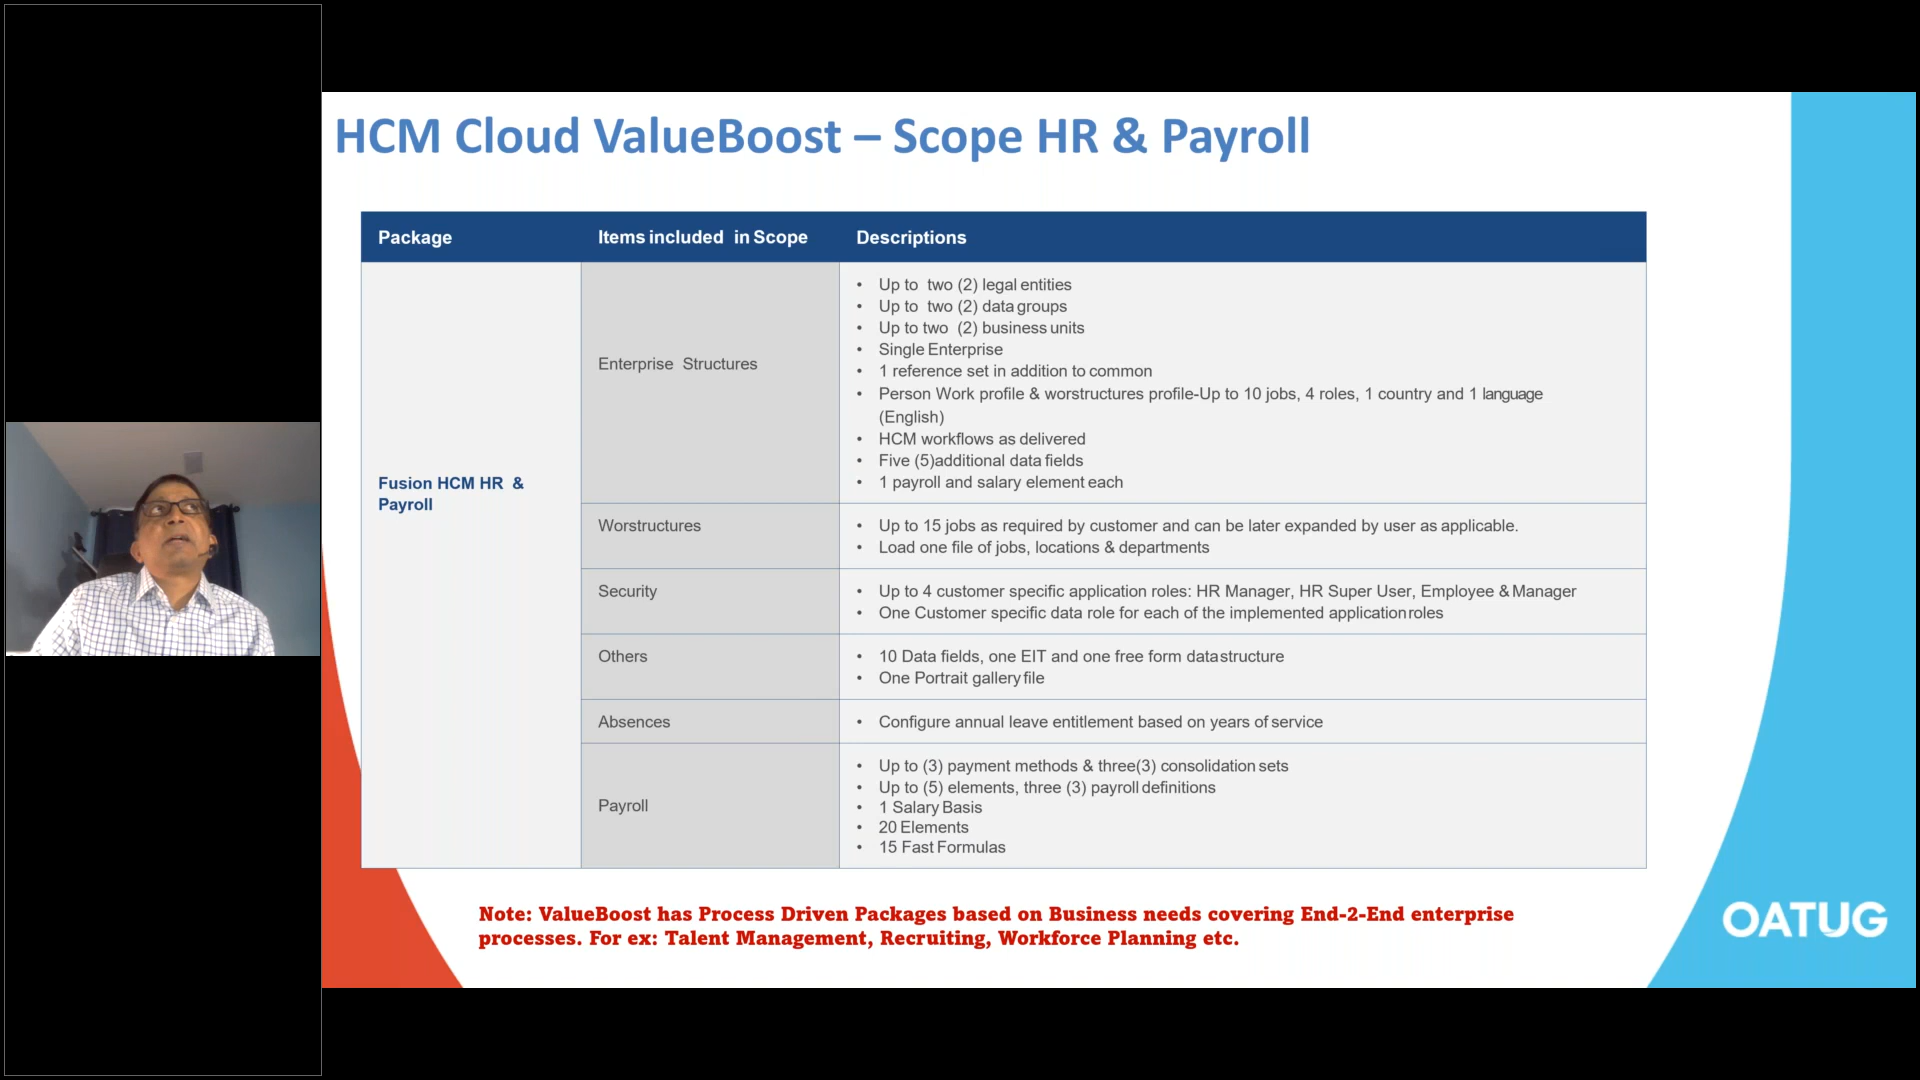 HCM Cloud ValueBoost – Scope HR & Payroll
Package
Items included in Scope
Descriptions
Fusion HCM HR &
Payroll
Enterprise Structures
• Up to two (2) legal entities
• Up to two (2) data groups
• Up to two (2) business units
• Single Enterprise
• 1 reference set in addition to common
• Person Work profile & worstructures profile-Up to 10 jobs, 4 roles, 1 country and 1 language
(English)
• HCM workflows as delivered
• Five (5)additional data fields
• 1 payroll and salary element each
Worstructures
• Up to 15 jobs as required by customer and can be later expanded by user as applicable.
• Load one file of jobs, locations & departments
Security
• Up to 4 customer specific application roles: HR Manager, HR Super User, Employee & Manager
• One Customer specific data role for each of the implemented application roles
Others
• 10 Data fields, one EIT and one free form data structure
• One Portrait gallery file
Absences
• Configure annual leave entitlement based on years of service
Payroll
• Up to (3) payment methods & three(3) consolidation sets
• Up to (5) elements, three (3) payroll definitions
• 1 Salary Basis
• 20 Elements
• 15 Fast Formulas
Note: ValueBoost has Process Driven Packages based on Business needs covering End-2-End enterprise
processes. For ex: Talent Management, Recruiting, Workforce Planning etc.
OATUG